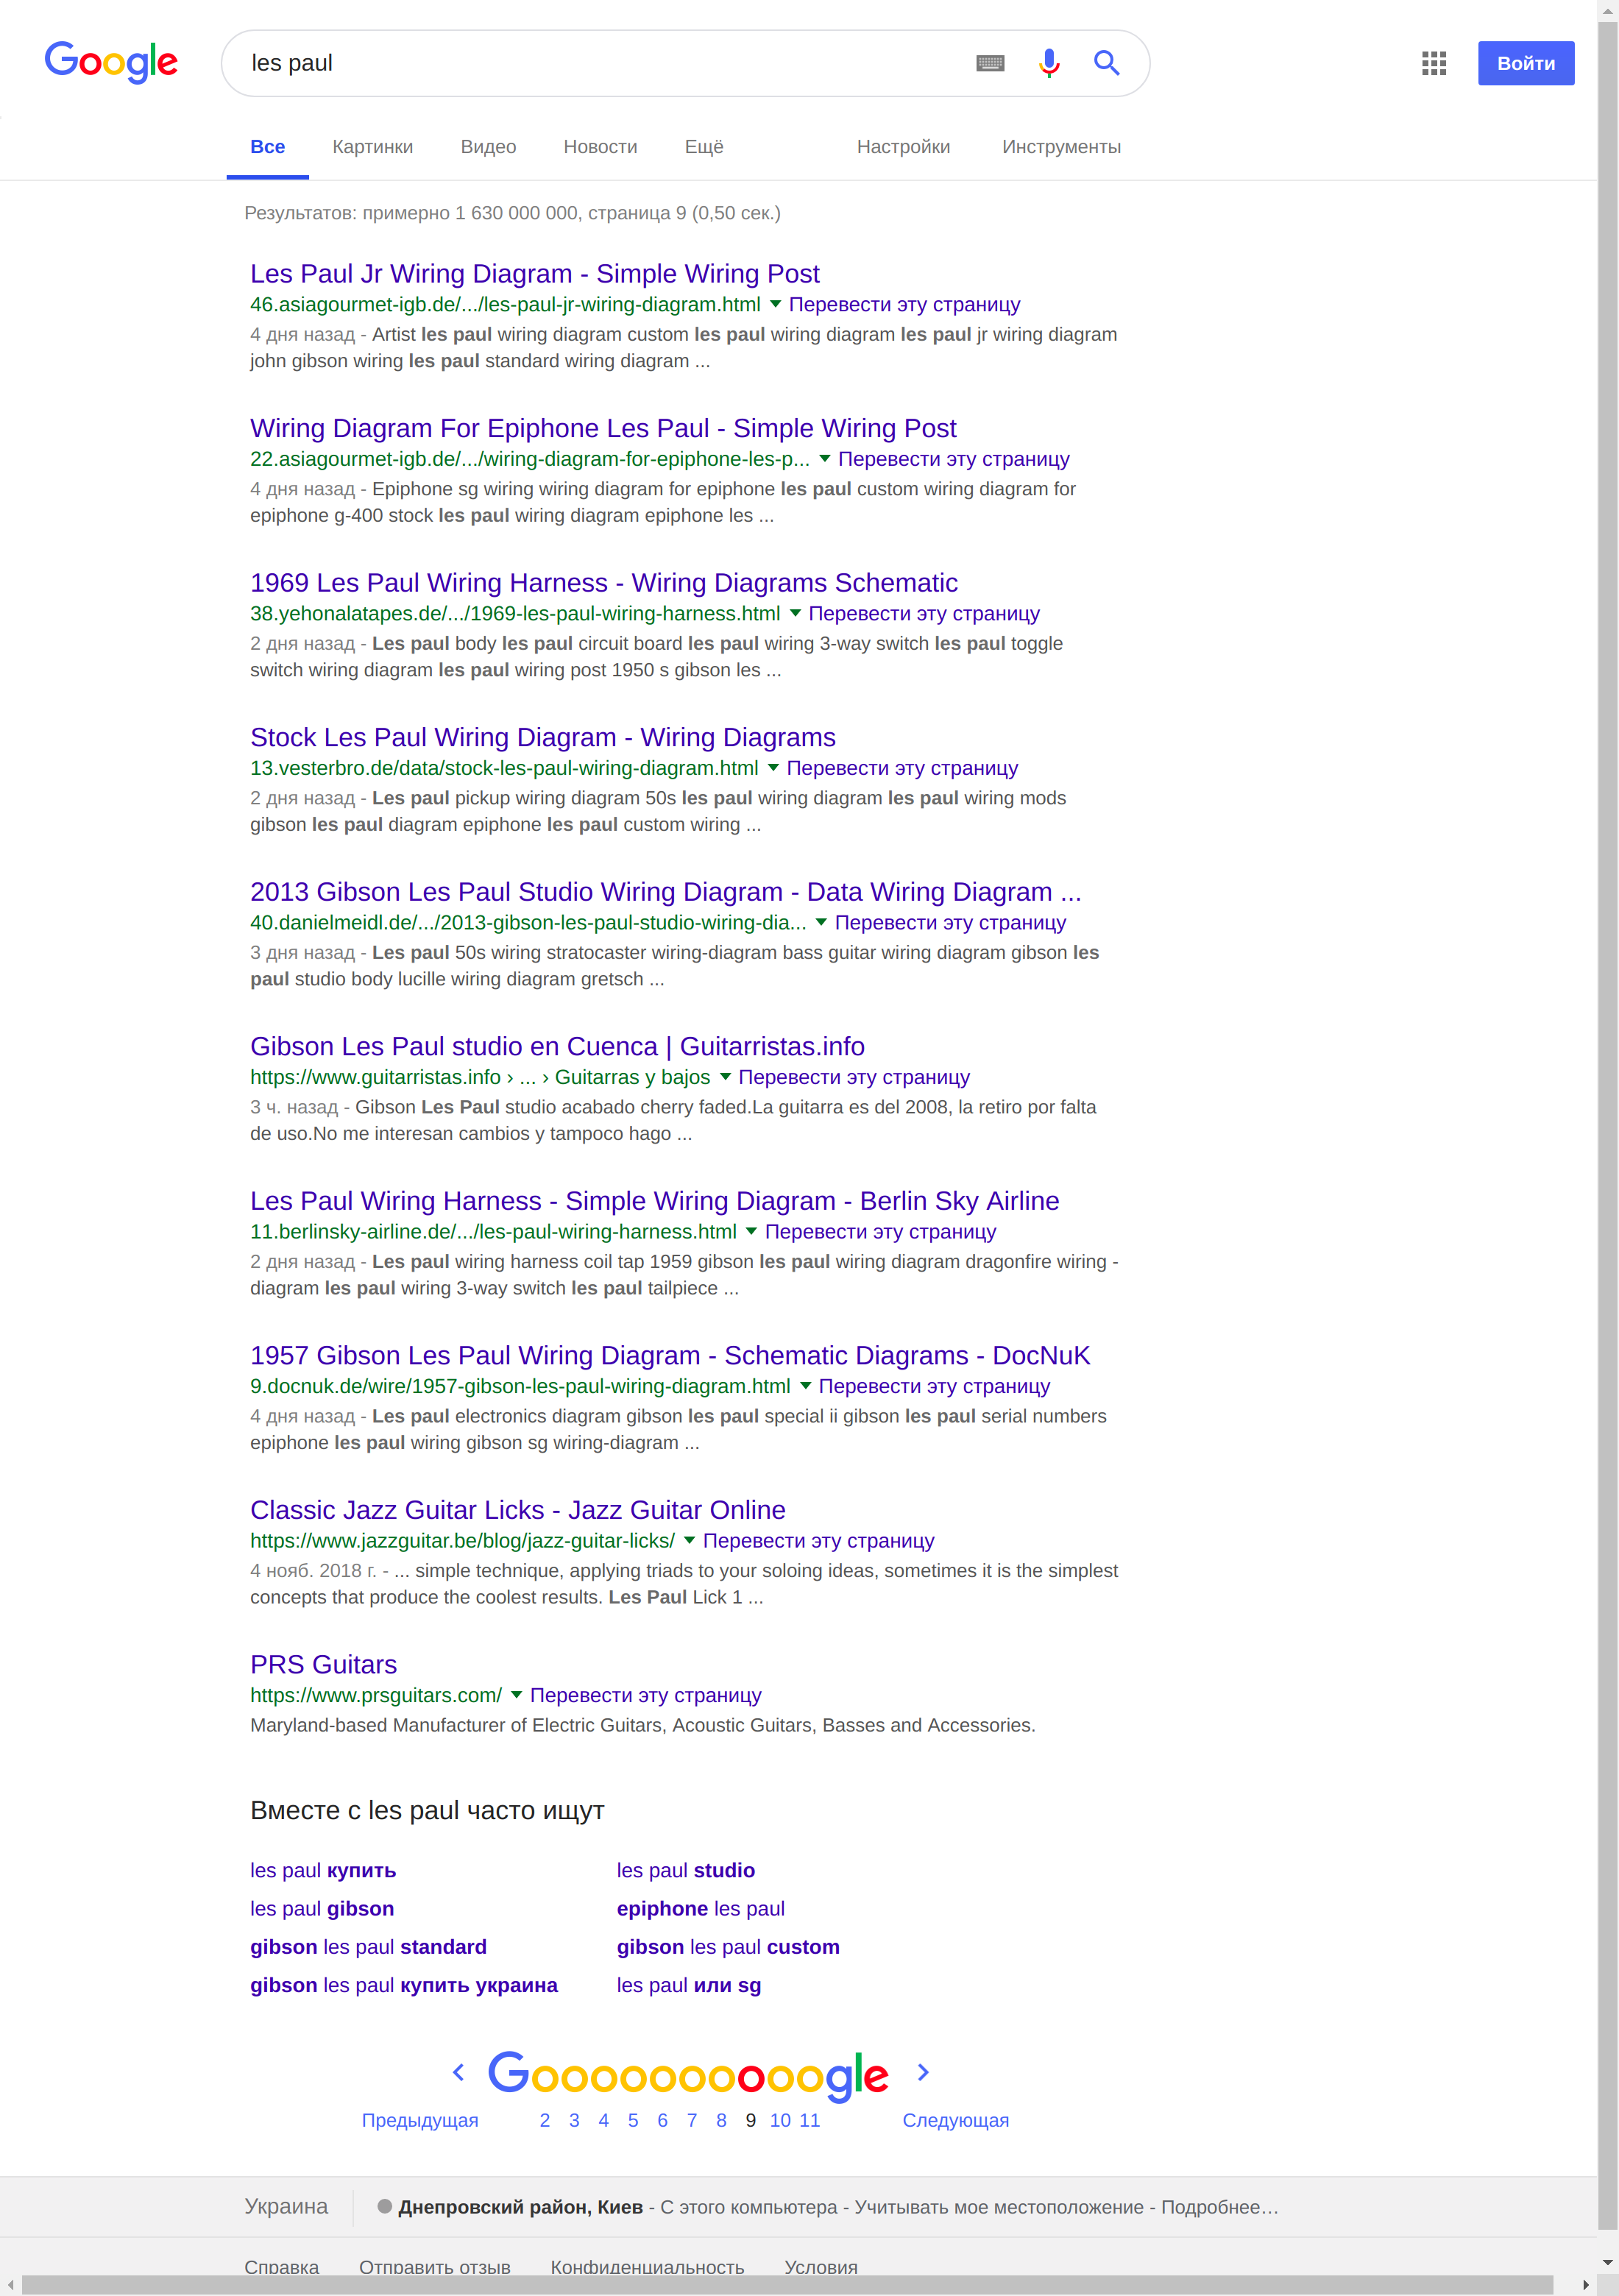 Google
les paul
Войти
Все Картинки Видео Новости Ещё Настройки Инструменты
Результатов: примерно 1 630 000 000, страница 9 (0,50 сек.)
Les Paul Jr Wiring Diagram - Simple Wiring Post
46.asiagourmet-igb.de/.../les-paul-jr-wiring-diagram.html Перевести эту страницу
4 дня назад - Artist les paul wiring diagram custom les paul wiring diagram les paul jr wiring diagram
john gibson wiring les paul standard wiring diagram ...
Wiring Diagram For Epiphone Les Paul - Simple Wiring Post
22.asiagourmet-igb.de/.../wiring-diagram-for-epiphone-les-p... Перевести эту страницу
4 дня назад - Epiphone sg wiring wiring diagram for epiphone les paul custom wiring diagram for
epiphone g-400 stock les paul wiring diagram epiphone les ...
1969 Les Paul Wiring Harness - Wiring Diagrams Schematic
38.yehonalatapes.de/.../1969-les-paul-wiring-harness.html Перевести эту страницу
2 дня назад - Les paul body les paul circuit board les paul wiring 3-way switch les paul toggle
switch wiring diagram les paul wiring post 1950 s gibson les ...
Stock Les Paul Wiring Diagram - Wiring Diagrams
13.vesterbro.de/data/stock-les-paul-wiring-diagram.html Перевести эту страницу
2 дня назад - Les paul pickup wiring diagram 50s les paul wiring diagram les paul wiring mods
gibson les paul diagram epiphone les paul custom wiring ...
2013 Gibson Les Paul Studio Wiring Diagram - Data Wiring Diagram ...
40.danielmeidl.de/.../2013-gibson-les-paul-studio-wiring-dia... Перевести эту страницу
3 дня назад - Les paul 50s wiring stratocaster wiring-diagram bass guitar wiring diagram gibson les
paul studio body lucille wiring diagram gretsch ...
Gibson Les Paul studio en Cuenca | Guitarristas.info
https://www.guitarristas.info › ... › Guitarras y bajos Перевести эту страницу
3 ч. назад - Gibson Les Paul studio acabado cherry faded.La guitarra es del 2008, la retiro por falta
de uso.No me interesan cambios y tampoco hago ...
Les Paul Wiring Harness - Simple Wiring Diagram - Berlin Sky Airline
11.berlinsky-airline.de/.../les-paul-wiring-harness.html Перевести эту страницу
2 дня назад - Les paul wiring harness coil tap 1959 gibson les paul wiring diagram dragonfire wiring -
diagram les paul wiring 3-way switch les paul tailpiece ...
1957 Gibson Les Paul Wiring Diagram - Schematic Diagrams - DocNuK
9.docnuk.de/wire/1957-gibson-les-paul-wiring-diagram.html Перевести эту страницу
4 дня назад - Les Paul electronics diagram gibson les paul special ii gibson les paul serial numbers
epiphone les paul wiring gibson sg wiring-diagram ...
Classic Jazz Guitar Licks - Jazz Guitar Online
https://www.jazzguitar.be/blog/jazz-guitar-licks/ Перевести эту страницу
4 нояб. 2018 г. - ... simple technique, applying triads to your soloing ideas, sometimes it is the simplest
concepts that produce the coolest results. Les Paul Lick 1 ...
PRS Guitars
https://www.prsguitars.com/ Перевести эту страницу
Maryland-based Manufacturer of Electric Guitars, Acoustic Guitars, Basses and Accessories.
Вместе с les paul часто ищут
les paul купить les paul studio
les paul gibson epiphone les paul
gibson les paul standard gibson les paul custom
gibson les paul купить украина les paul или sg
Goooooooooogle
Предыдущая 2 3 4 5 6 7 8 9 10 11 Следующая
Украина Днепровский район, Киев - С этого компьютера - Учитывать мое местоположение - Подробнее…
Справка Отправить отзыв Конфиденциальность Условия